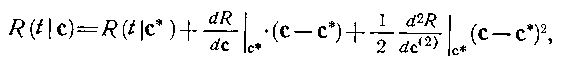 R(t|c)=R(t|c*)+ dR/dc|c* ·(c−c*)+ 1/2 d²R/dc⁽²⁾|c* (c−c*)²,